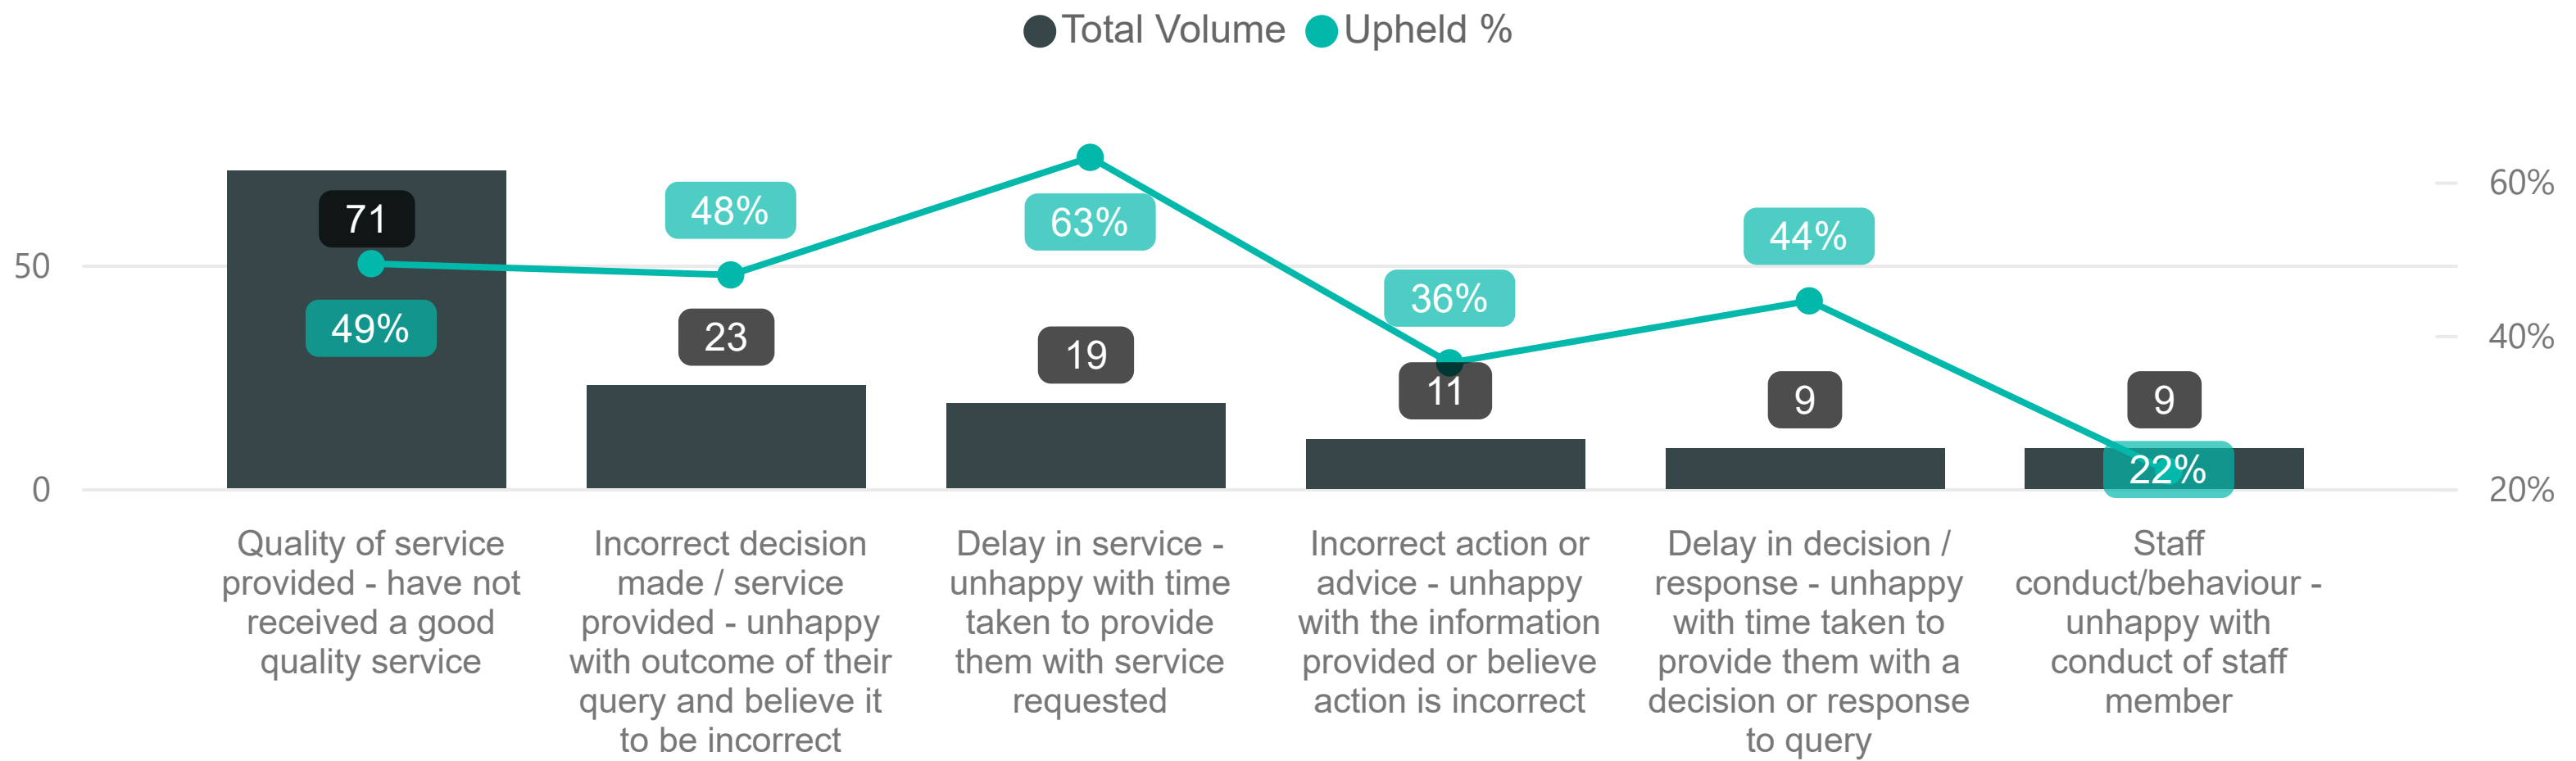 Total Volume Upheld %
71
49%
48%
23
63%
19
36%
11
44%
9
9
22%
50
0
60%
40%
20%
Quality of service
provided - have not
received a good
quality service
Incorrect decision
made / service
provided - unhappy
with outcome of their
query and believe it
to be incorrect
Delay in service -
unhappy with time
taken to provide
them with service
requested
Incorrect action or
advice - unhappy
with the information
provided or believe
action is incorrect
Delay in decision /
response - unhappy
with time taken to
provide them with a
decision or response
to query
Staff
conduct/behaviour -
unhappy with
conduct of staff
member